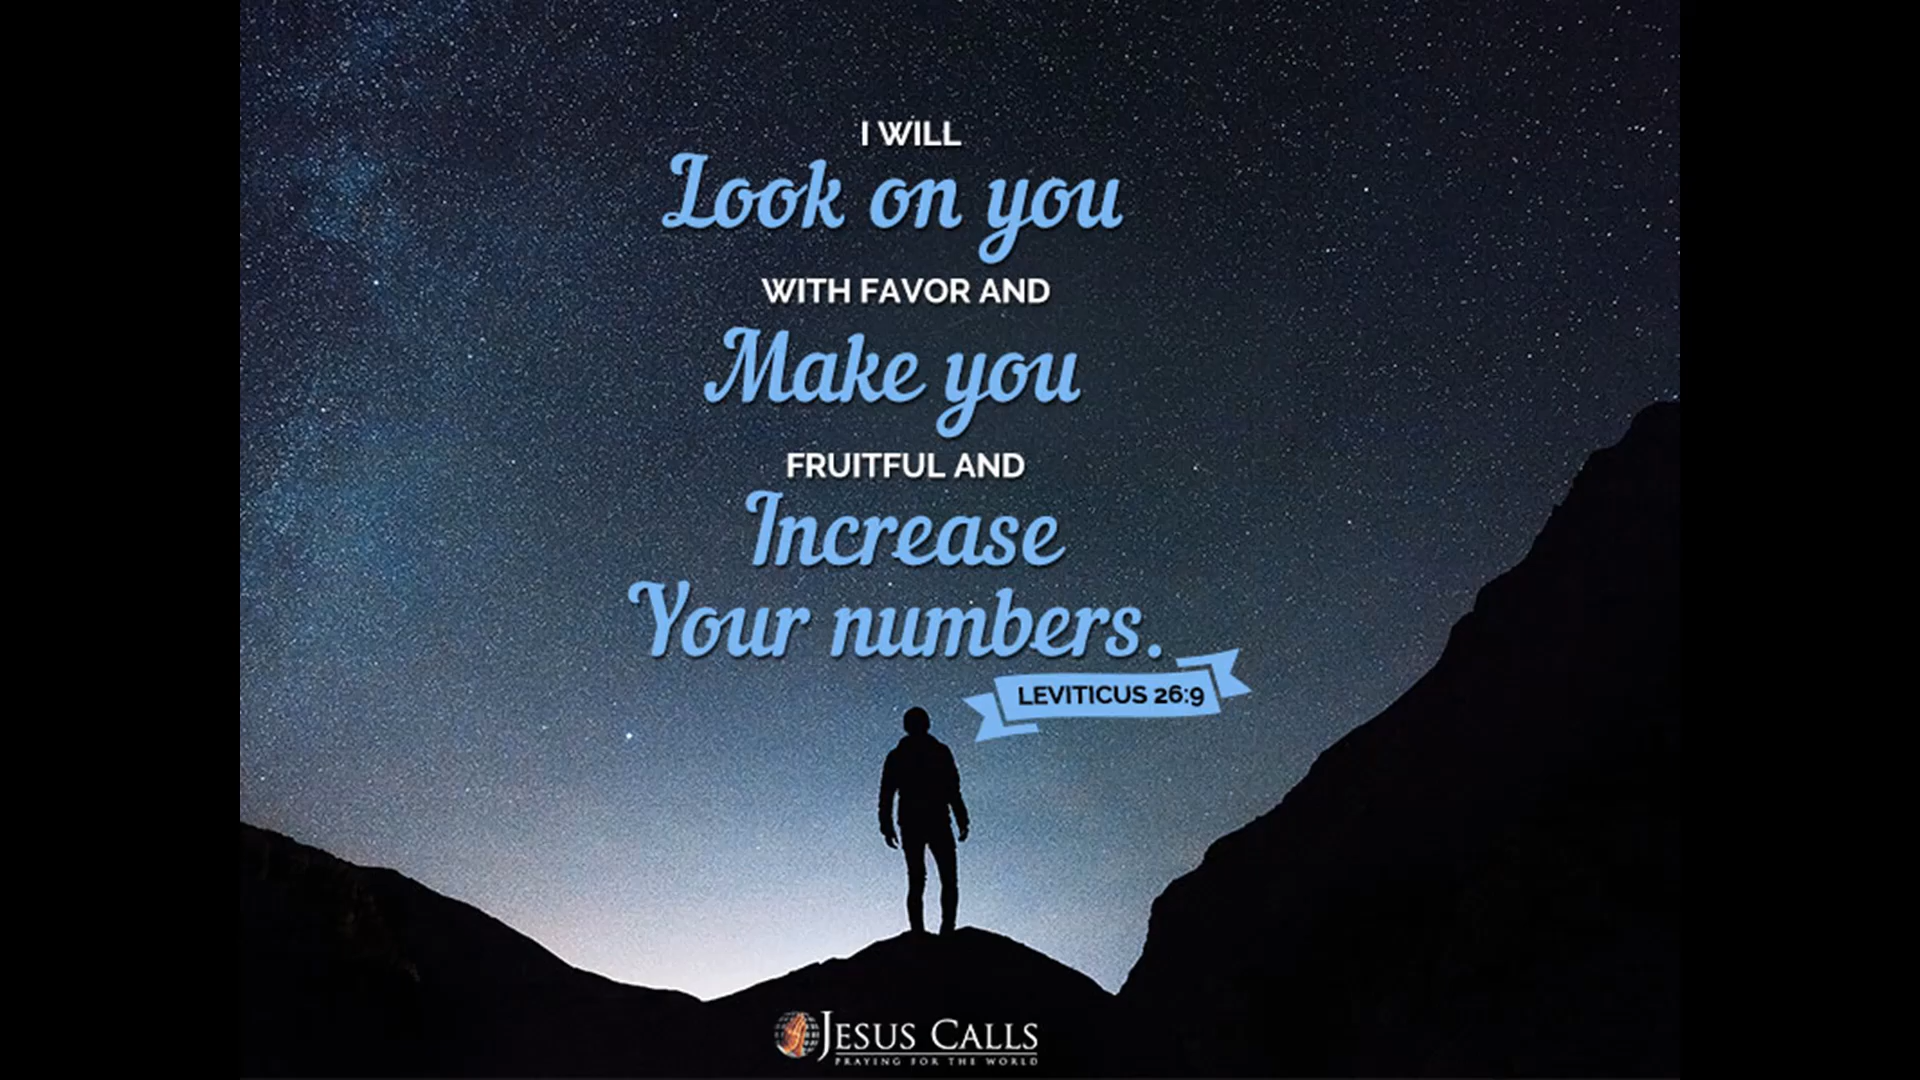 I WILL
Look on you
WITH FAVOR AND
Make you
FRUITFUL AND
Increase
Your numbers.
LEVITICUS 26:9
JESUS CALLS
PRAYING FOR THE WORLD